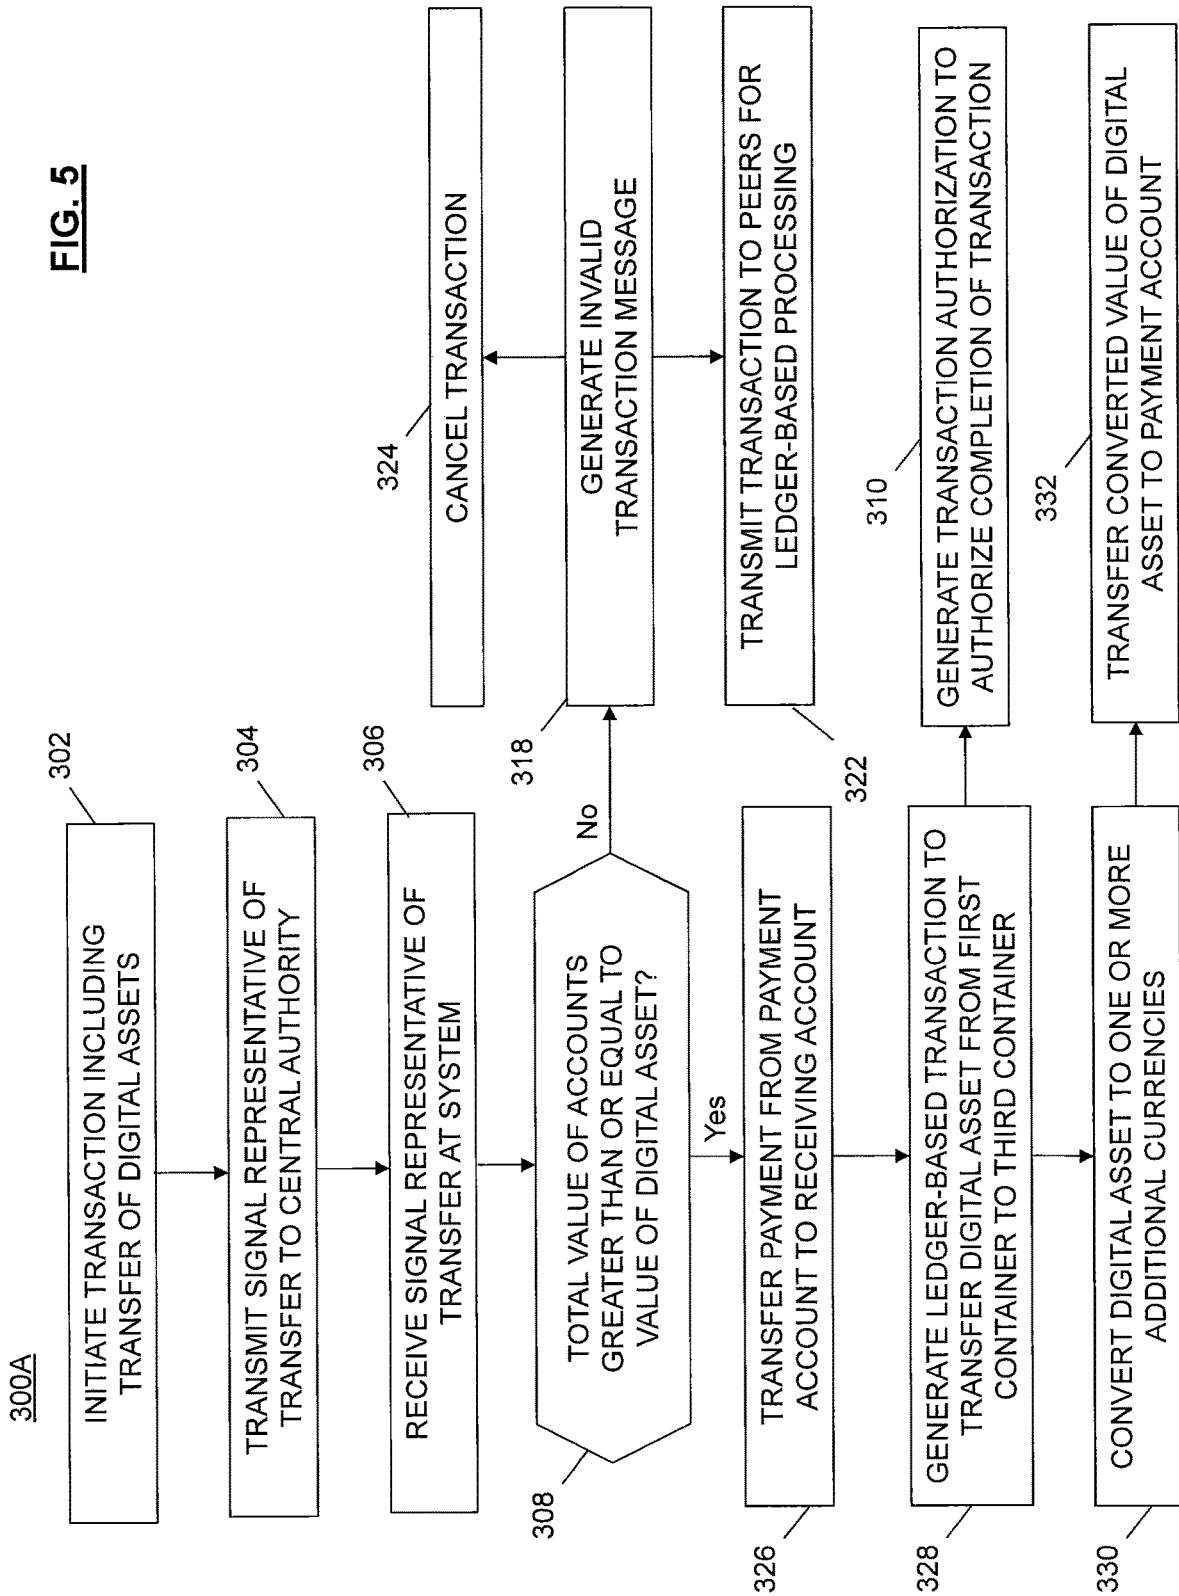 FIG. 5
300A
302
INITIATE TRANSACTION INCLUDING
TRANSFER OF DIGITAL ASSETS
304
TRANSMIT SIGNAL REPRESENTATIVE OF
TRANSFER TO CENTRAL AUTHORITY
306
RECEIVE SIGNAL REPRESENTATIVE OF
TRANSFER AT SYSTEM
308
TOTAL VALUE OF ACCOUNTS
GREATER THAN OR EQUAL TO
VALUE OF DIGITAL ASSET?
No
Yes
324
CANCEL TRANSACTION
318
GENERATE INVALID
TRANSACTION MESSAGE
322
TRANSMIT TRANSACTION TO PEERS FOR
LEDGER-BASED PROCESSING
326
TRANSFER PAYMENT FROM PAYMENT
ACCOUNT TO RECEIVING ACCOUNT
328
GENERATE LEDGER-BASED TRANSACTION TO
TRANSFER DIGITAL ASSET FROM FIRST
CONTAINER TO THIRD CONTAINER
310
GENERATE TRANSACTION AUTHORIZATION TO
AUTHORIZE COMPLETION OF TRANSACTION
330
CONVERT DIGITAL ASSET TO ONE OR MORE
ADDITIONAL CURRENCIES
332
TRANSFER CONVERTED VALUE OF DIGITAL
ASSET TO PAYMENT ACCOUNT